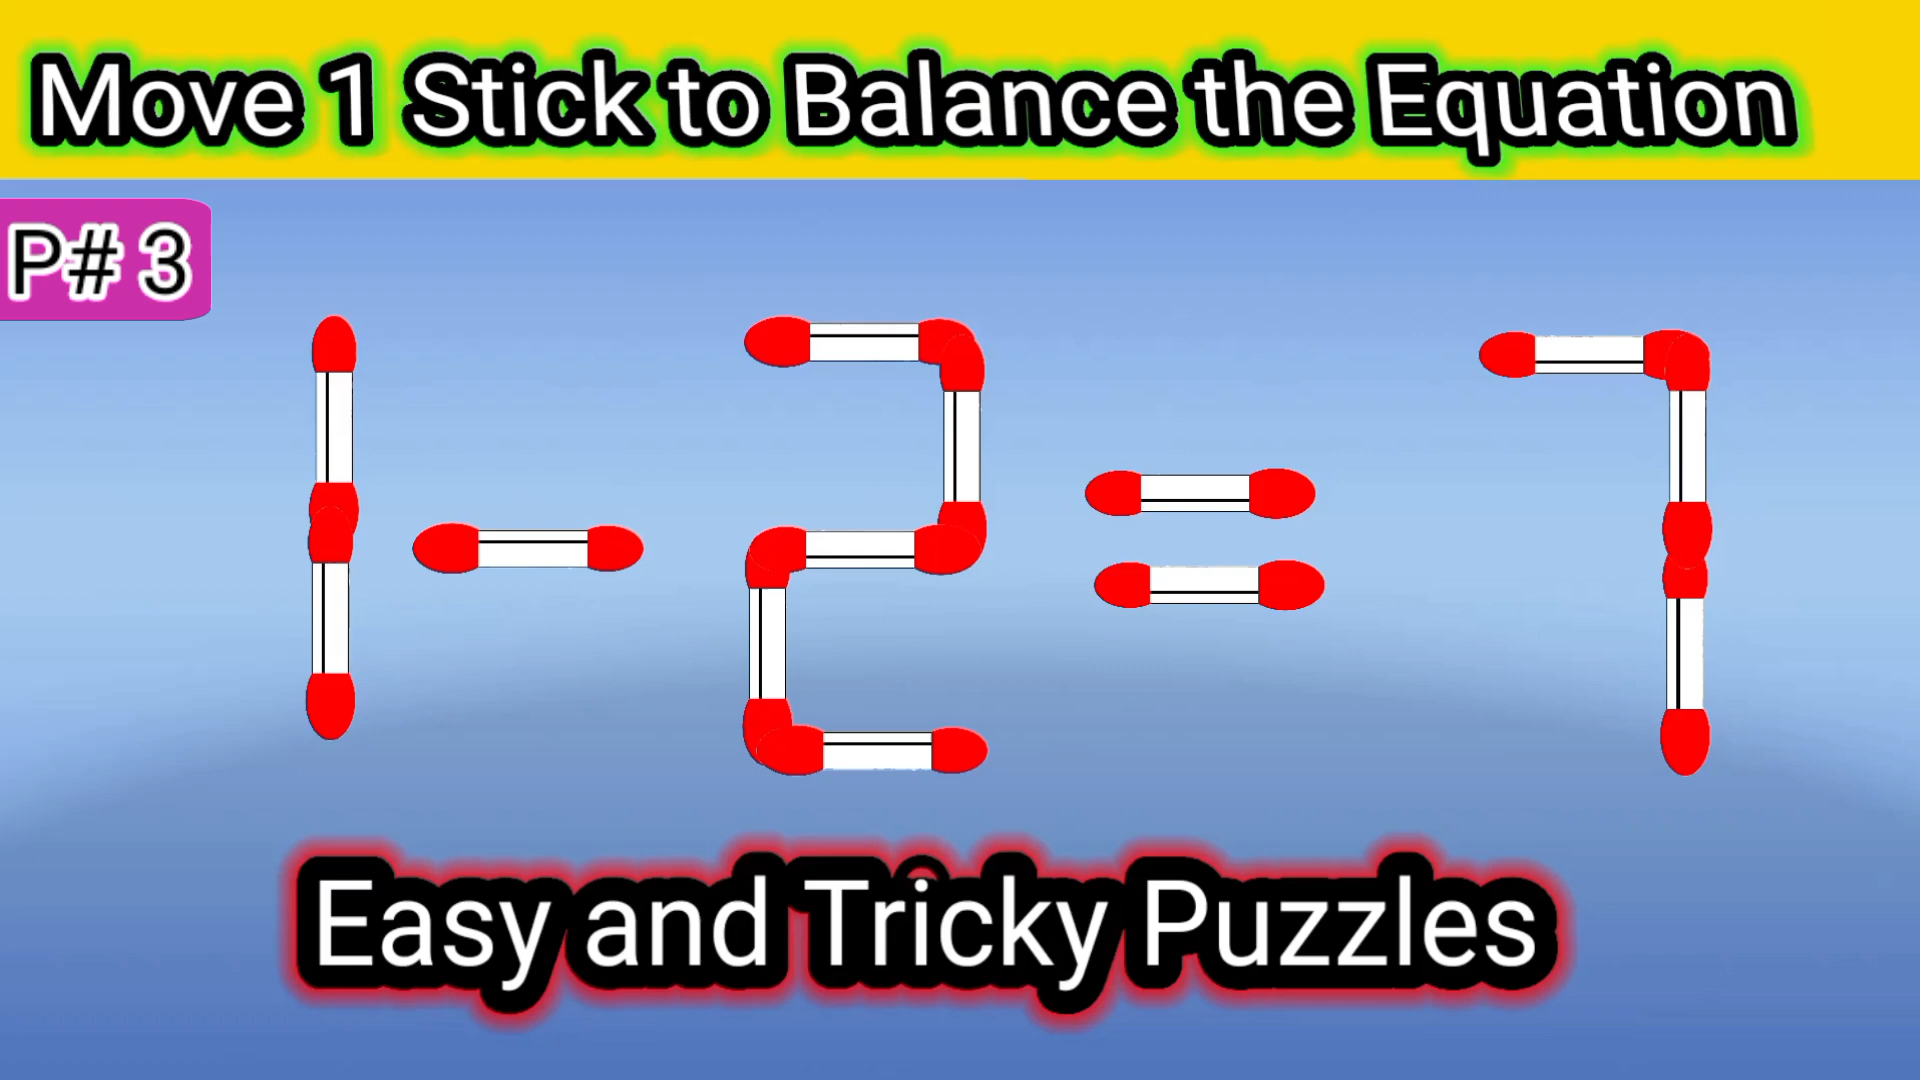 Move 1 Stick to Balance the Equation
P# 3
1 - 2 = 7
Easy and Tricky Puzzles